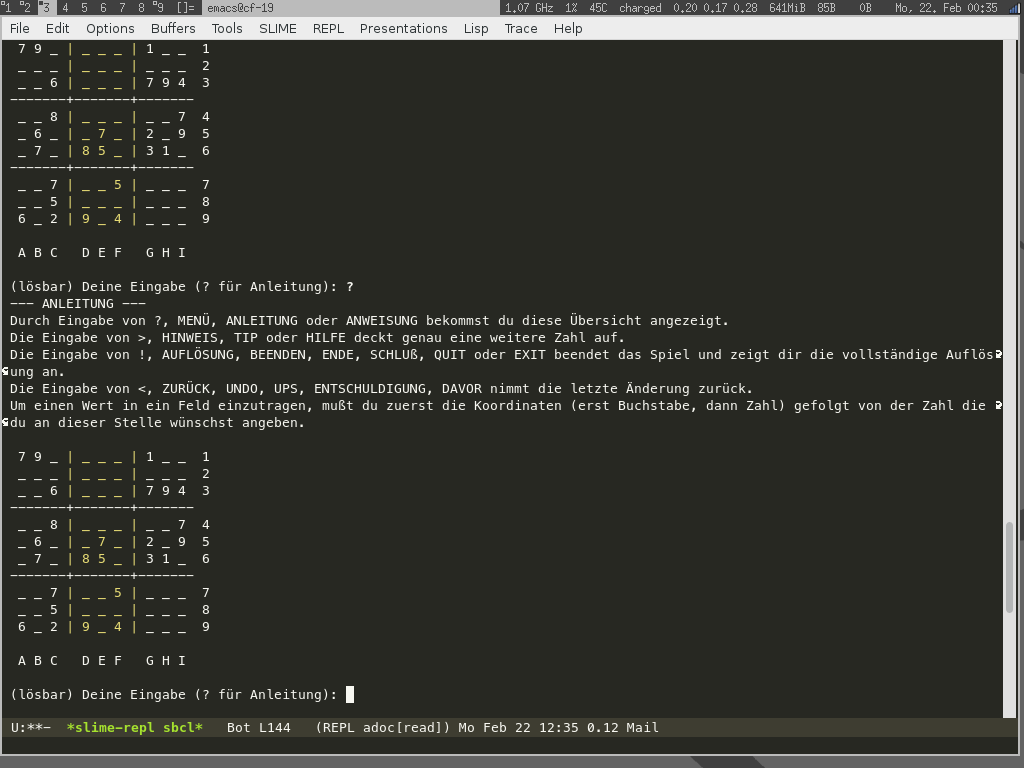 1 2 3 4 5 6 7 8 9 []= emacs@cf-19 1.07 GHz 1% 45C charged 0.20 0.17 0.28 641MiB 85B 0B Mo, 22. Feb 00:35
File Edit Options Buffers Tools SLIME REPL Presentations Lisp Trace Help
7 9 _ | _ _ _ | 1 _ _ 1
_ _ _ | _ _ _ | _ _ _ 2
_ _ 6 | _ _ _ | 7 9 4 3
-------+-------+-------
_ _ 8 | _ _ _ | _ _ 7 4
_ 6 _ | _ 7 _ | 2 _ 9 5
_ 7 _ | 8 5 _ | 3 1 _ 6
-------+-------+-------
_ _ 7 | _ _ 5 | _ _ _ 7
_ _ 5 | _ _ _ | _ _ _ 8
6 _ 2 | 9 _ 4 | _ _ _ 9
A B C D E F G H I
(lösbar) Deine Eingabe (? für Anleitung): ?
--- ANLEITUNG ---
Durch Eingabe von ?, MENÜ, ANLEITUNG oder ANWEISUNG bekommst du diese Übersicht angezeigt.
Die Eingabe von >, HINWEIS, TIP oder HILFE deckt genau eine weitere Zahl auf.
Die Eingabe von !, AUFLÖSUNG, BEENDEN, ENDE, SCHLUß, QUIT oder EXIT beendet das Spiel und zeigt dir die vollständige Auflös
ung an.
Die Eingabe von <, ZURÜCK, UNDO, UPS, ENTSCHULDIGUNG, DAVOR nimmt die letzte Änderung zurück.
Um einen Wert in ein Feld einzutragen, mußt du zuerst die Koordinaten (erst Buchstabe, dann Zahl) gefolgt von der Zahl die
du an dieser Stelle wünschst angeben.
7 9 _ | _ _ _ | 1 _ _ 1
_ _ _ | _ _ _ | _ _ _ 2
_ _ 6 | _ _ _ | 7 9 4 3
-------+-------+-------
_ _ 8 | _ _ _ | _ _ 7 4
_ 6 _ | _ 7 _ | 2 _ 9 5
_ 7 _ | 8 5 _ | 3 1 _ 6
-------+-------+-------
_ _ 7 | _ _ 5 | _ _ _ 7
_ _ 5 | _ _ _ | _ _ _ 8
6 _ 2 | 9 _ 4 | _ _ _ 9
A B C D E F G H I
(lösbar) Deine Eingabe (? für Anleitung):
U:**- *slime-repl sbcl* Bot L144 (REPL adoc[read]) Mo Feb 22 12:35 0.12 Mail